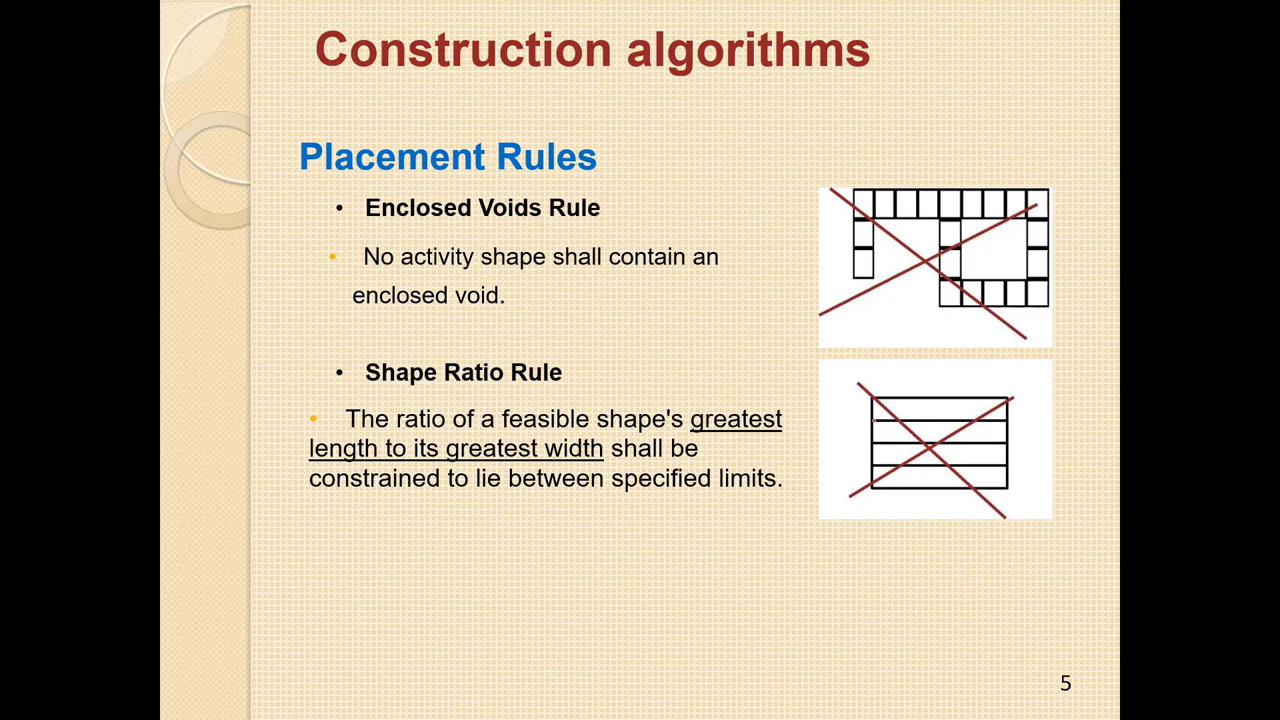 Construction algorithms
Placement Rules
• Enclosed Voids Rule
• No activity shape shall contain an
enclosed void.
• Shape Ratio Rule
• The ratio of a feasible shape's greatest
length to its greatest width shall be
constrained to lie between specified limits.
5